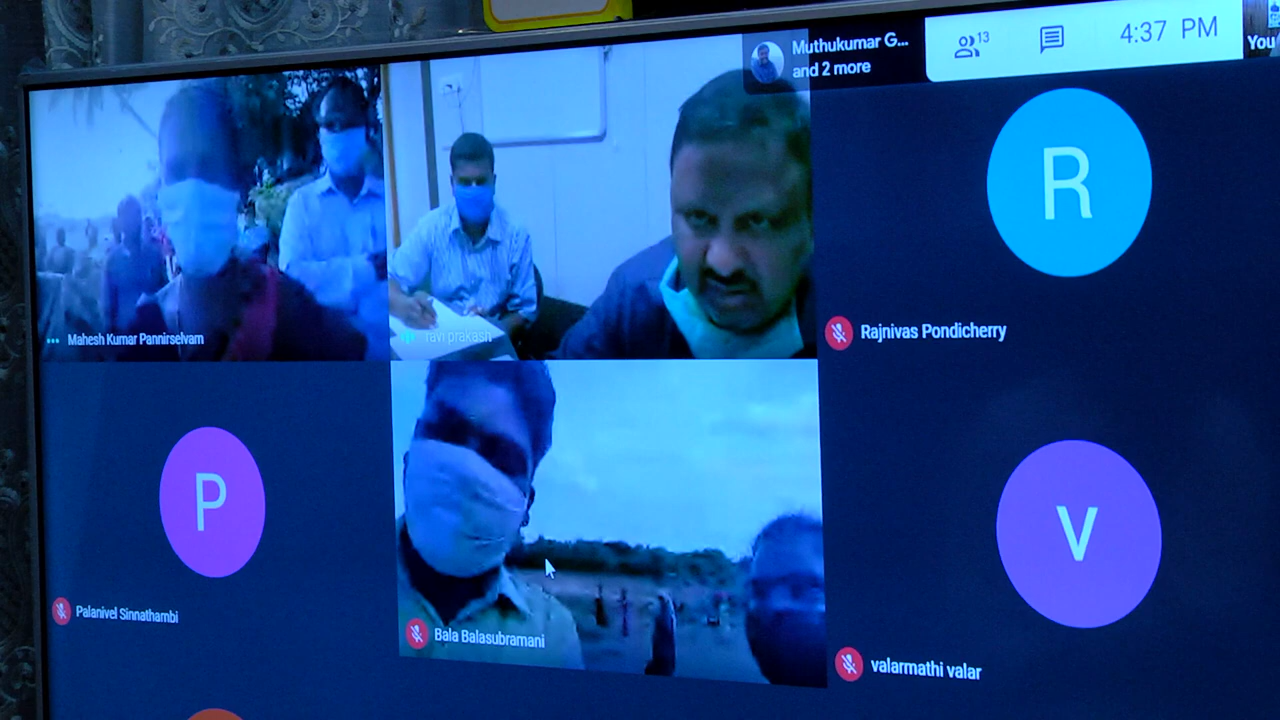 Muthukumar G...
and 2 more
13
4:37 PM
You
Mahesh Kumar Pannirselvam
ravi prakash
R
Rajnivas Pondicherry
P
Palanivel Sinnathambi
Bala Balasubramani
V
valarmathi valar